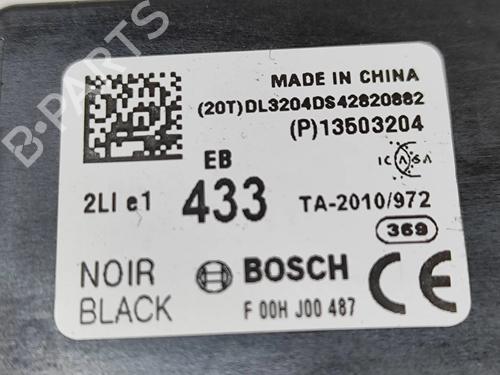 B-PARTS
MADE IN CHINA
(20T)DL3204DS42820882
(P)13503204
ICASA
EB
2LI e1 433 TA-2010/972
369
NOIR BOSCH CE
BLACK F 00H J00 487